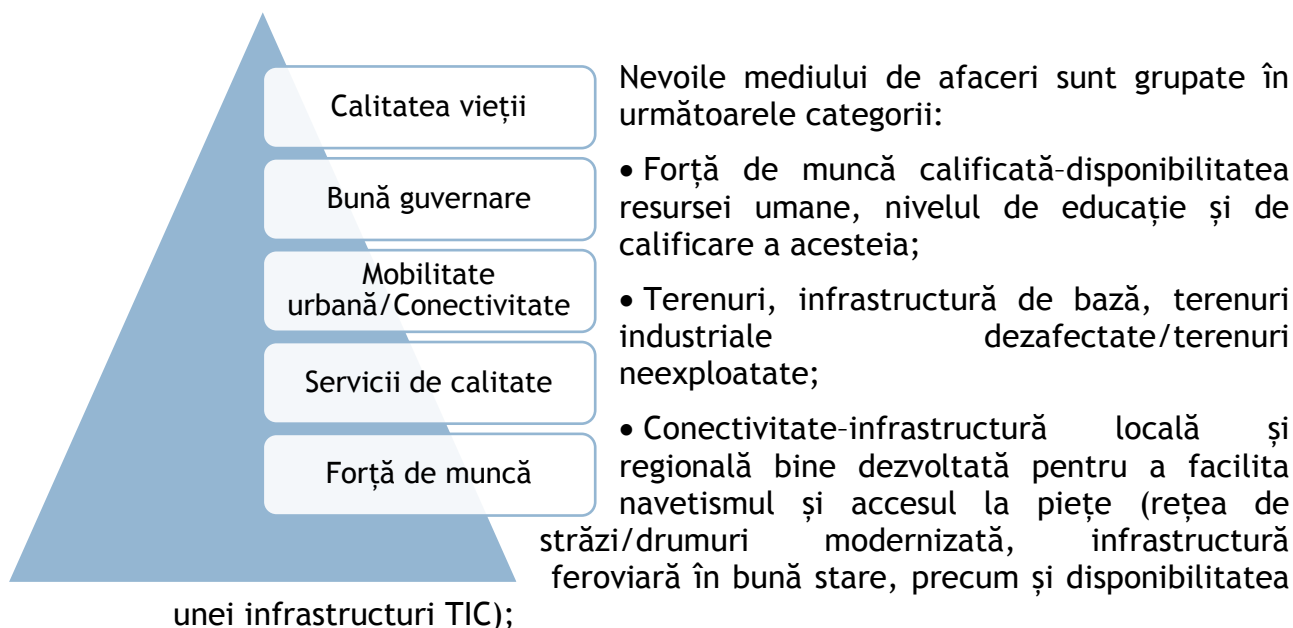 Calitatea vieții
Bună guvernare
Mobilitate
urbană/Conectivitate
Servicii de calitate
Forță de muncă
Nevoile mediului de afaceri sunt grupate în
următoarele categorii:
• Forță de muncă calificată–disponibilitatea
resursei umane, nivelul de educație și de
calificare a acesteia;
• Terenuri, infrastructură de bază, terenuri
industriale dezafectate/terenuri
neexploatate;
• Conectivitate–infrastructură locală și
regională bine dezvoltată pentru a facilita
navetismul și accesul la piețe (rețea de
străzi/drumuri modernizată, infrastructură
feroviară în bună stare, precum și disponibilitatea
unei infrastructuri TIC);